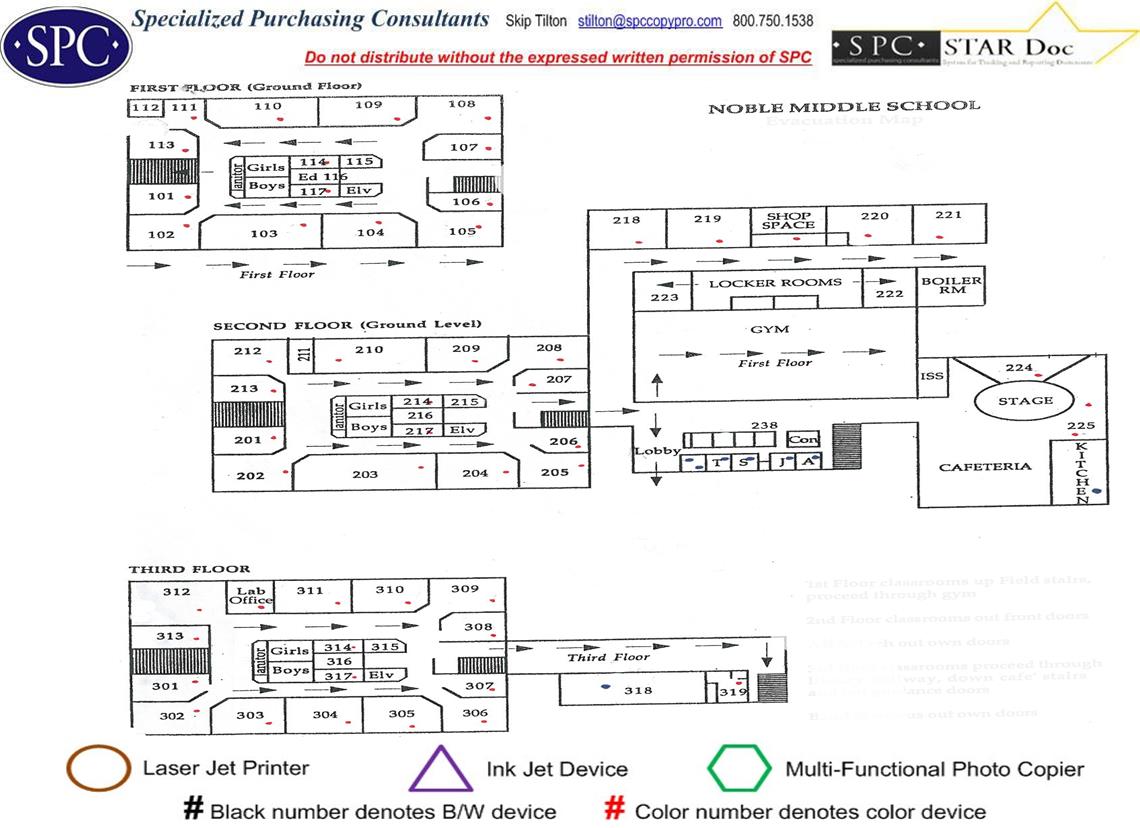 SPC
Specialized Purchasing Consultants Skip Tilton stilton@spccopypro.com 800.750.1538
Do not distribute without the expressed written permission of SPC
SPC STAR Doc
specialized purchasing consultants System for Tracking and Reporting Documents
FIRST FLOOR (Ground Floor)
NOBLE MIDDLE SCHOOL
Evacuation Map
112 111 110 109 108
113 107
Janitor Girls 114 115
Ed 116
Boys 117 Elv
101 106
102 103 104 105
First Floor
218 219 SHOP SPACE 220 221
223 LOCKER ROOMS 222 BOILER RM
GYM
First Floor
SECOND FLOOR (Ground Level)
212 211 210 209 208
213 207
Janitor Girls 214 215
216
Boys 217 Elv
201 206
202 203 204 205
ISS 224
STAGE
225
238
Con
Lobby T S J A
CAFETERIA KITCHEN
THIRD FLOOR
312 Lab Office 311 310 309
313 308
Janitor Girls 314 315
316
Boys 317 Elv
301 307
302 303 304 305 306
Third Floor
318 319
1st Floor classrooms up Field stairs,
proceed through gym
2nd Floor classrooms out front doors
out own doors
classrooms proceed through
way, down cafe' stairs
and out guidance doors
out own doors
Laser Jet Printer Ink Jet Device Multi-Functional Photo Copier
# Black number denotes B/W device # Color number denotes color device